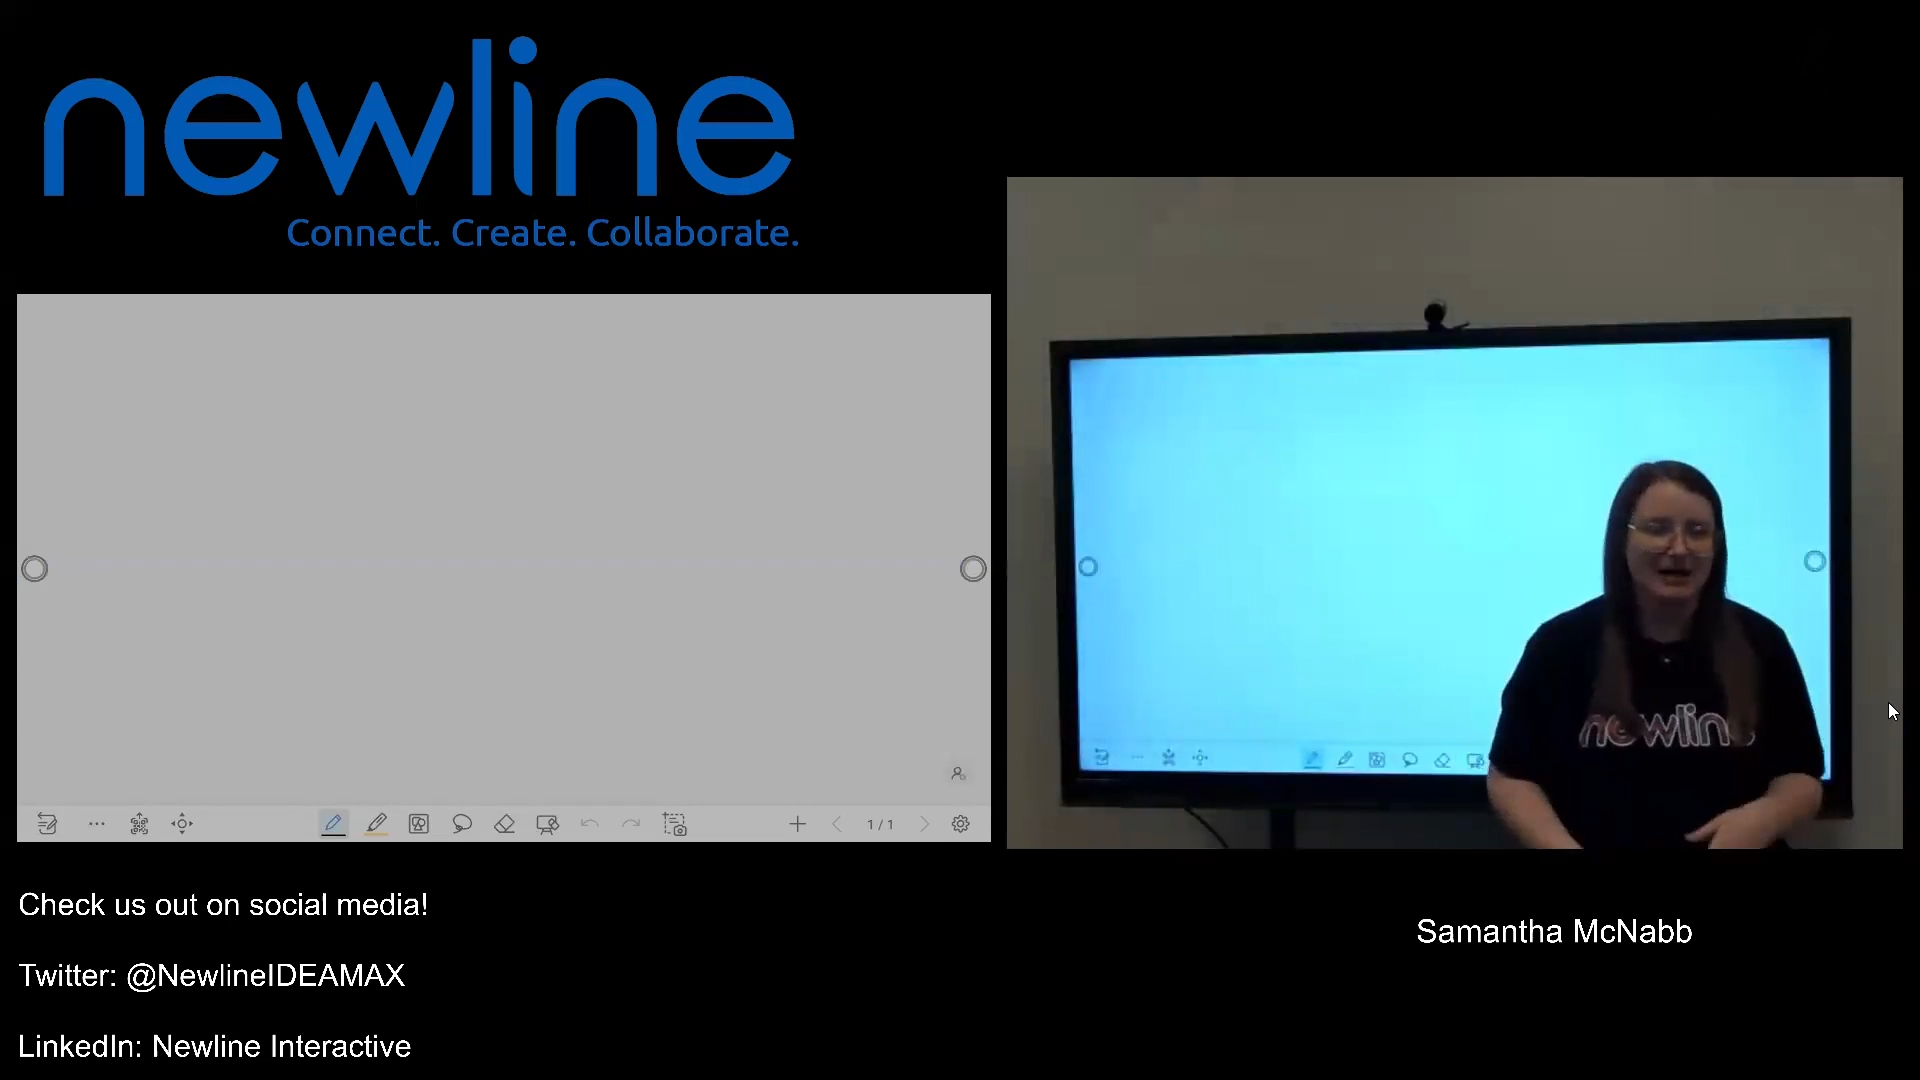 newline
Connect. Create. Collaborate.
1 / 1
newline
Check us out on social media!
Twitter: @NewlineIDEAMAX
LinkedIn: Newline Interactive
Samantha McNabb